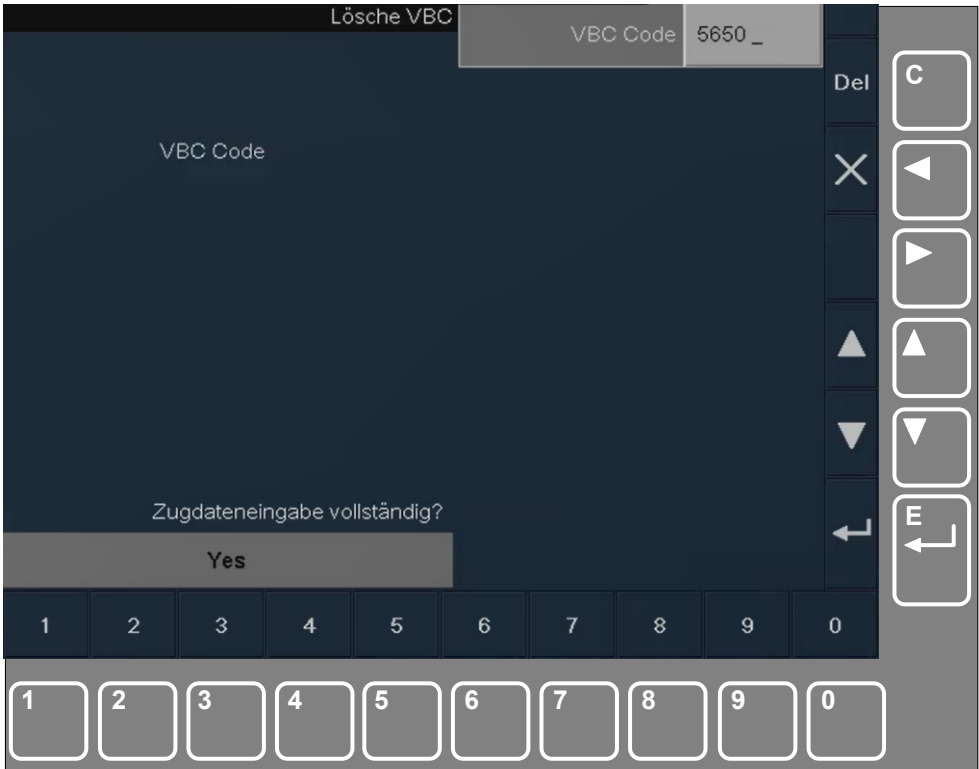 Lösche VBC
VBC Code 5650 _
Del
C
VBC Code
Zugdateneingabe vollständig?
E
Yes
1 2 3 4 5 6 7 8 9 0
1 2 3 4 5 6 7 8 9 0